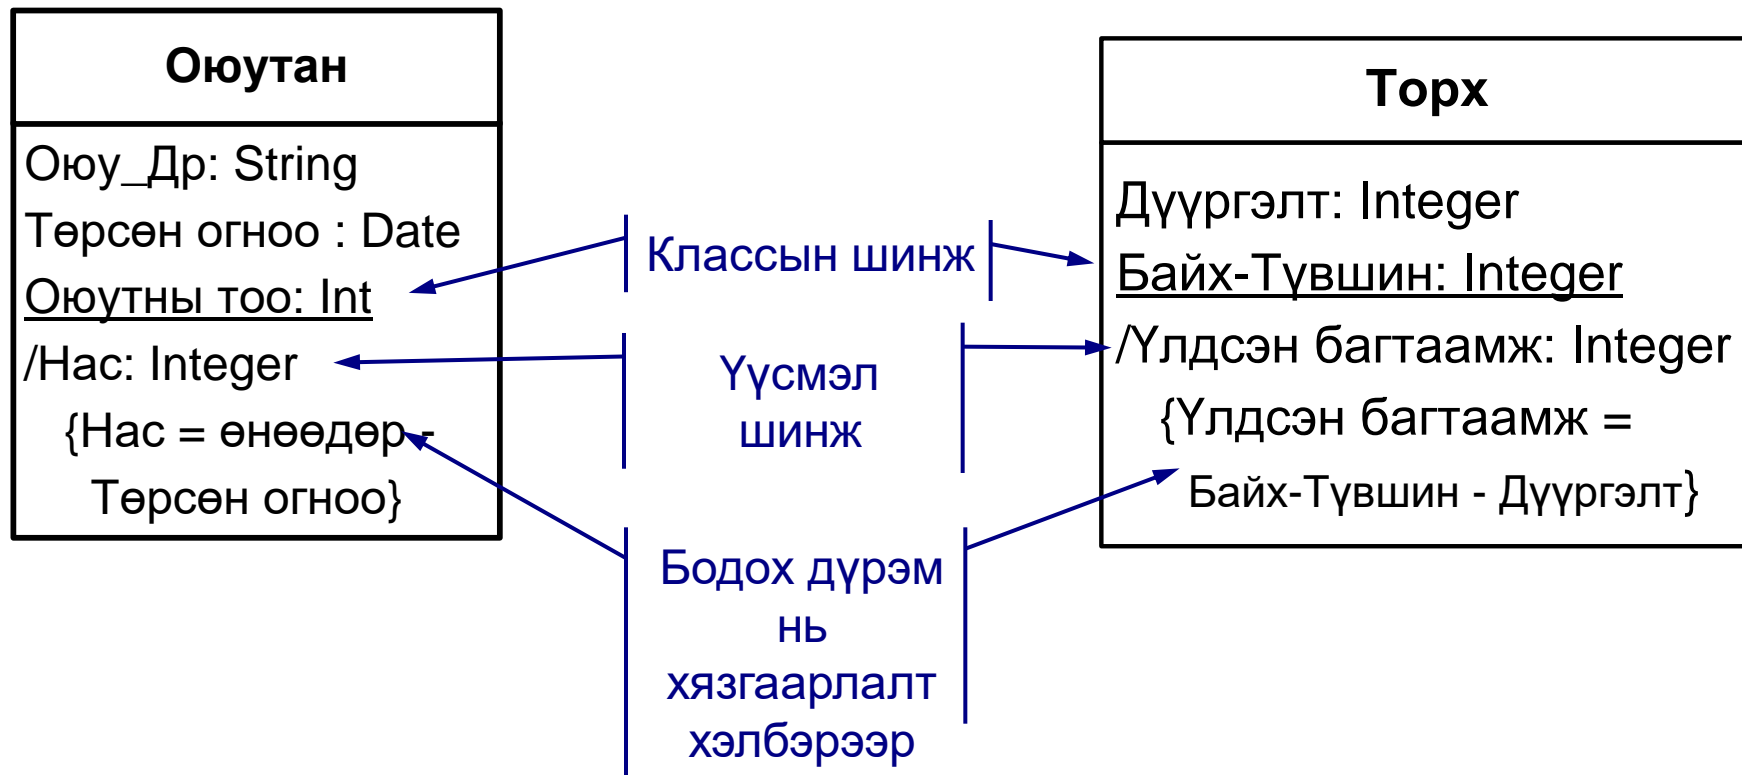 Оюутан
Оюу_Др: String
Төрсөн огноо : Date
Оюутны тоо: Int
/Нас: Integer
{Нас = өнөөдөр -
Төрсөн огноо}
Классын шинж
Үүсмэл
шинж
Бодох дүрэм
нь
хязгаарлалт
хэлбэрээр
Торх
Дүүргэлт: Integer
Байх-Түвшин: Integer
/Үлдсэн багтаамж: Integer
{Үлдсэн багтаамж =
Байх-Түвшин - Дүүргэлт}